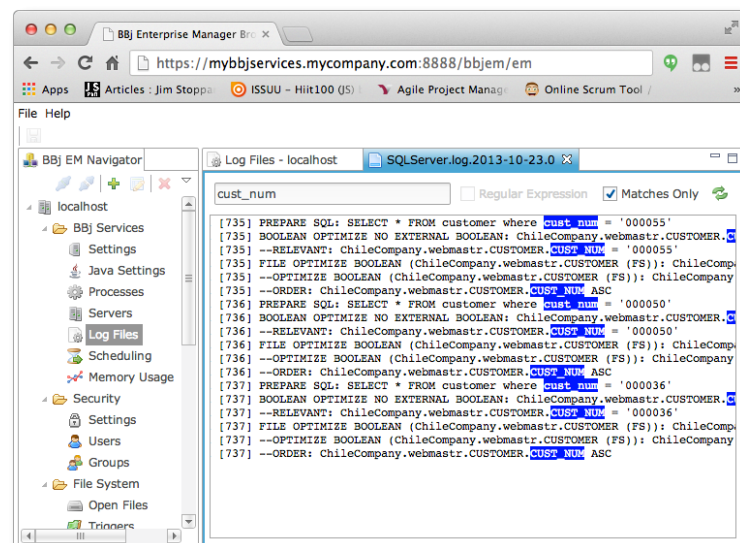 BBj Enterprise Manager Bro
https://mybbjservices.mycompany.com:8888/bbjem/em
Apps Articles : Jim Stoppa ISSUU - Hiit100 (JS) Agile Project Manage Online Scrum Tool /
File Help
BBj EM Navigator
Log Files - localhost
SQLServer.log.2013-10-23.0
cust_num
Regular Expression
Matches Only
localhost
BBj Services
Settings
Java Settings
Processes
Servers
Log Files
Scheduling
Memory Usage
Security
Settings
Users
Groups
File System
Open Files
Triggers
[735] PREPARE SQL: SELECT * FROM customer where cust_num = '000055'
[735] BOOLEAN OPTIMIZE NO EXTERNAL BOOLEAN: ChileCompany.webmastr.CUSTOMER.C
[735] --RELEVANT: ChileCompany.webmastr.CUSTOMER.CUST_NUM = '000055'
[735] FILE OPTIMIZE BOOLEAN (ChileCompany.webmastr.CUSTOMER (FS)): ChileComp
[735] --OPTIMIZE BOOLEAN (ChileCompany.webmastr.CUSTOMER (FS)): ChileCompany
[735] --ORDER: ChileCompany.webmastr.CUSTOMER.CUST_NUM ASC
[736] PREPARE SQL: SELECT * FROM customer where cust_num = '000050'
[736] BOOLEAN OPTIMIZE NO EXTERNAL BOOLEAN: ChileCompany.webmastr.CUSTOMER.C
[736] --RELEVANT: ChileCompany.webmastr.CUSTOMER.CUST_NUM = '000050'
[736] FILE OPTIMIZE BOOLEAN (ChileCompany.webmastr.CUSTOMER (FS)): ChileComp
[736] --OPTIMIZE BOOLEAN (ChileCompany.webmastr.CUSTOMER (FS)): ChileCompany
[736] --ORDER: ChileCompany.webmastr.CUSTOMER.CUST_NUM ASC
[737] PREPARE SQL: SELECT * FROM customer where cust_num = '000036'
[737] BOOLEAN OPTIMIZE NO EXTERNAL BOOLEAN: ChileCompany.webmastr.CUSTOMER.C
[737] --RELEVANT: ChileCompany.webmastr.CUSTOMER.CUST_NUM = '000036'
[737] FILE OPTIMIZE BOOLEAN (ChileCompany.webmastr.CUSTOMER (FS)): ChileComp
[737] --OPTIMIZE BOOLEAN (ChileCompany.webmastr.CUSTOMER (FS)): ChileCompany
[737] --ORDER: ChileCompany.webmastr.CUSTOMER.CUST_NUM ASC